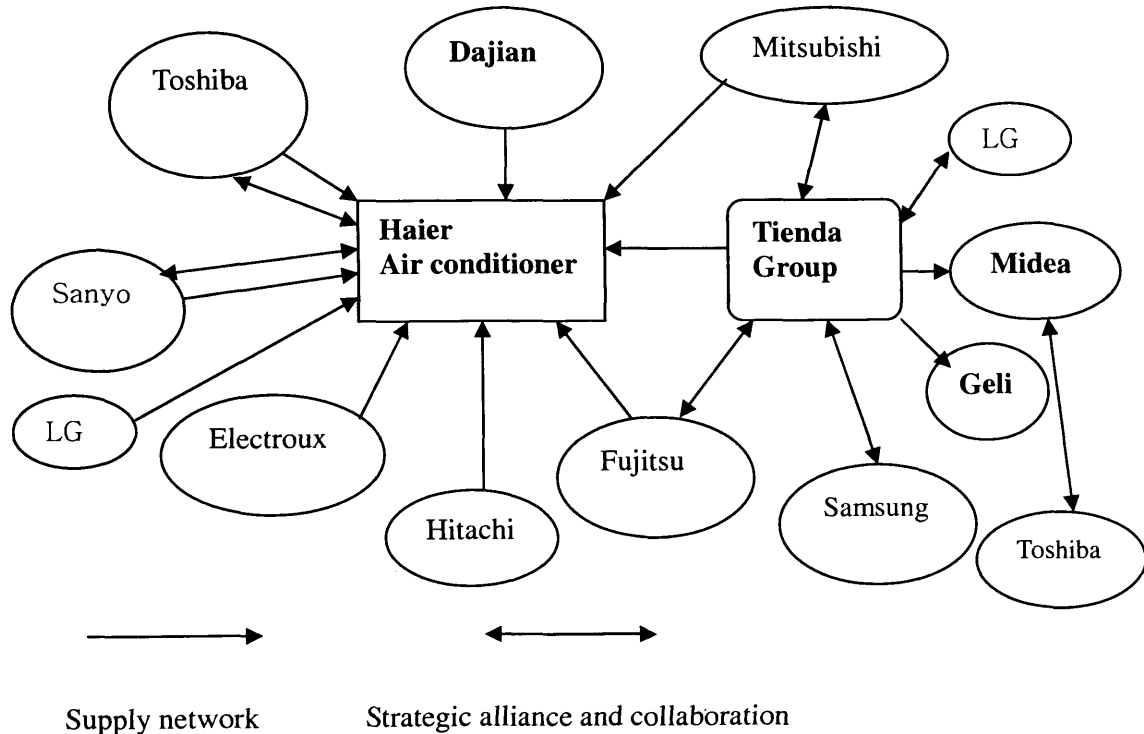 Dajian
Mitsubishi
Toshiba
LG
Haier
Air conditioner
Tienda
Group
Midea
Sanyo
Geli
LG
Electroux
Fujitsu
Samsung
Hitachi
Toshiba
Supply network
Strategic alliance and collaboration